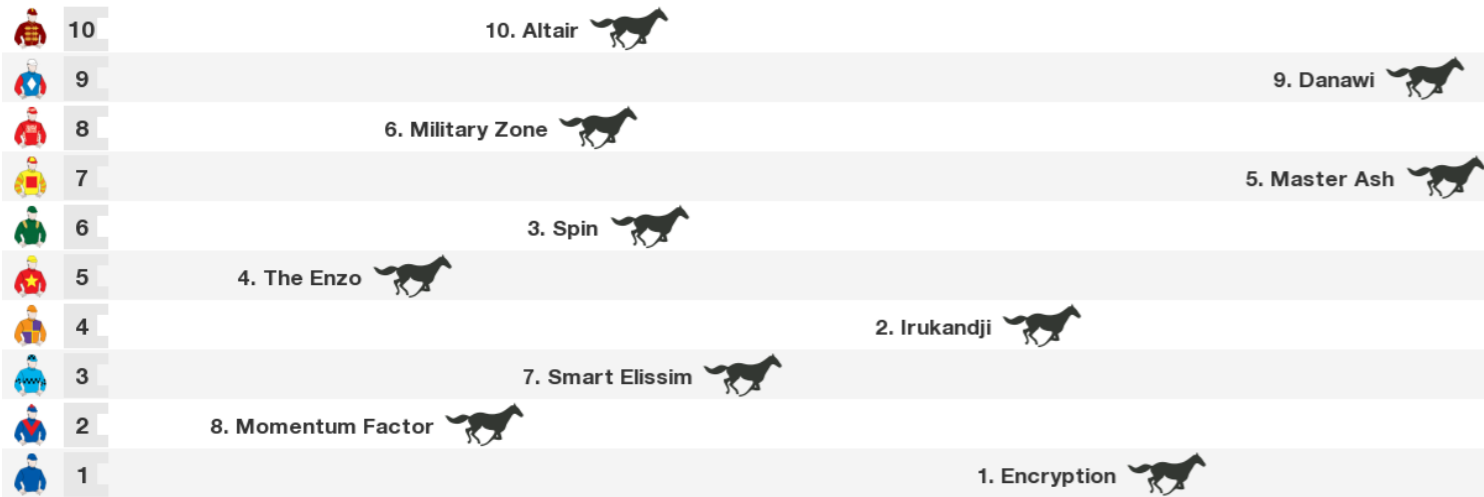 10 10. Altair
9 9. Danawi
8 6. Military Zone
7 5. Master Ash
6 3. Spin
5 4. The Enzo
4 2. Irukandji
3 7. Smart Elissim
2 8. Momentum Factor
1 1. Encryption